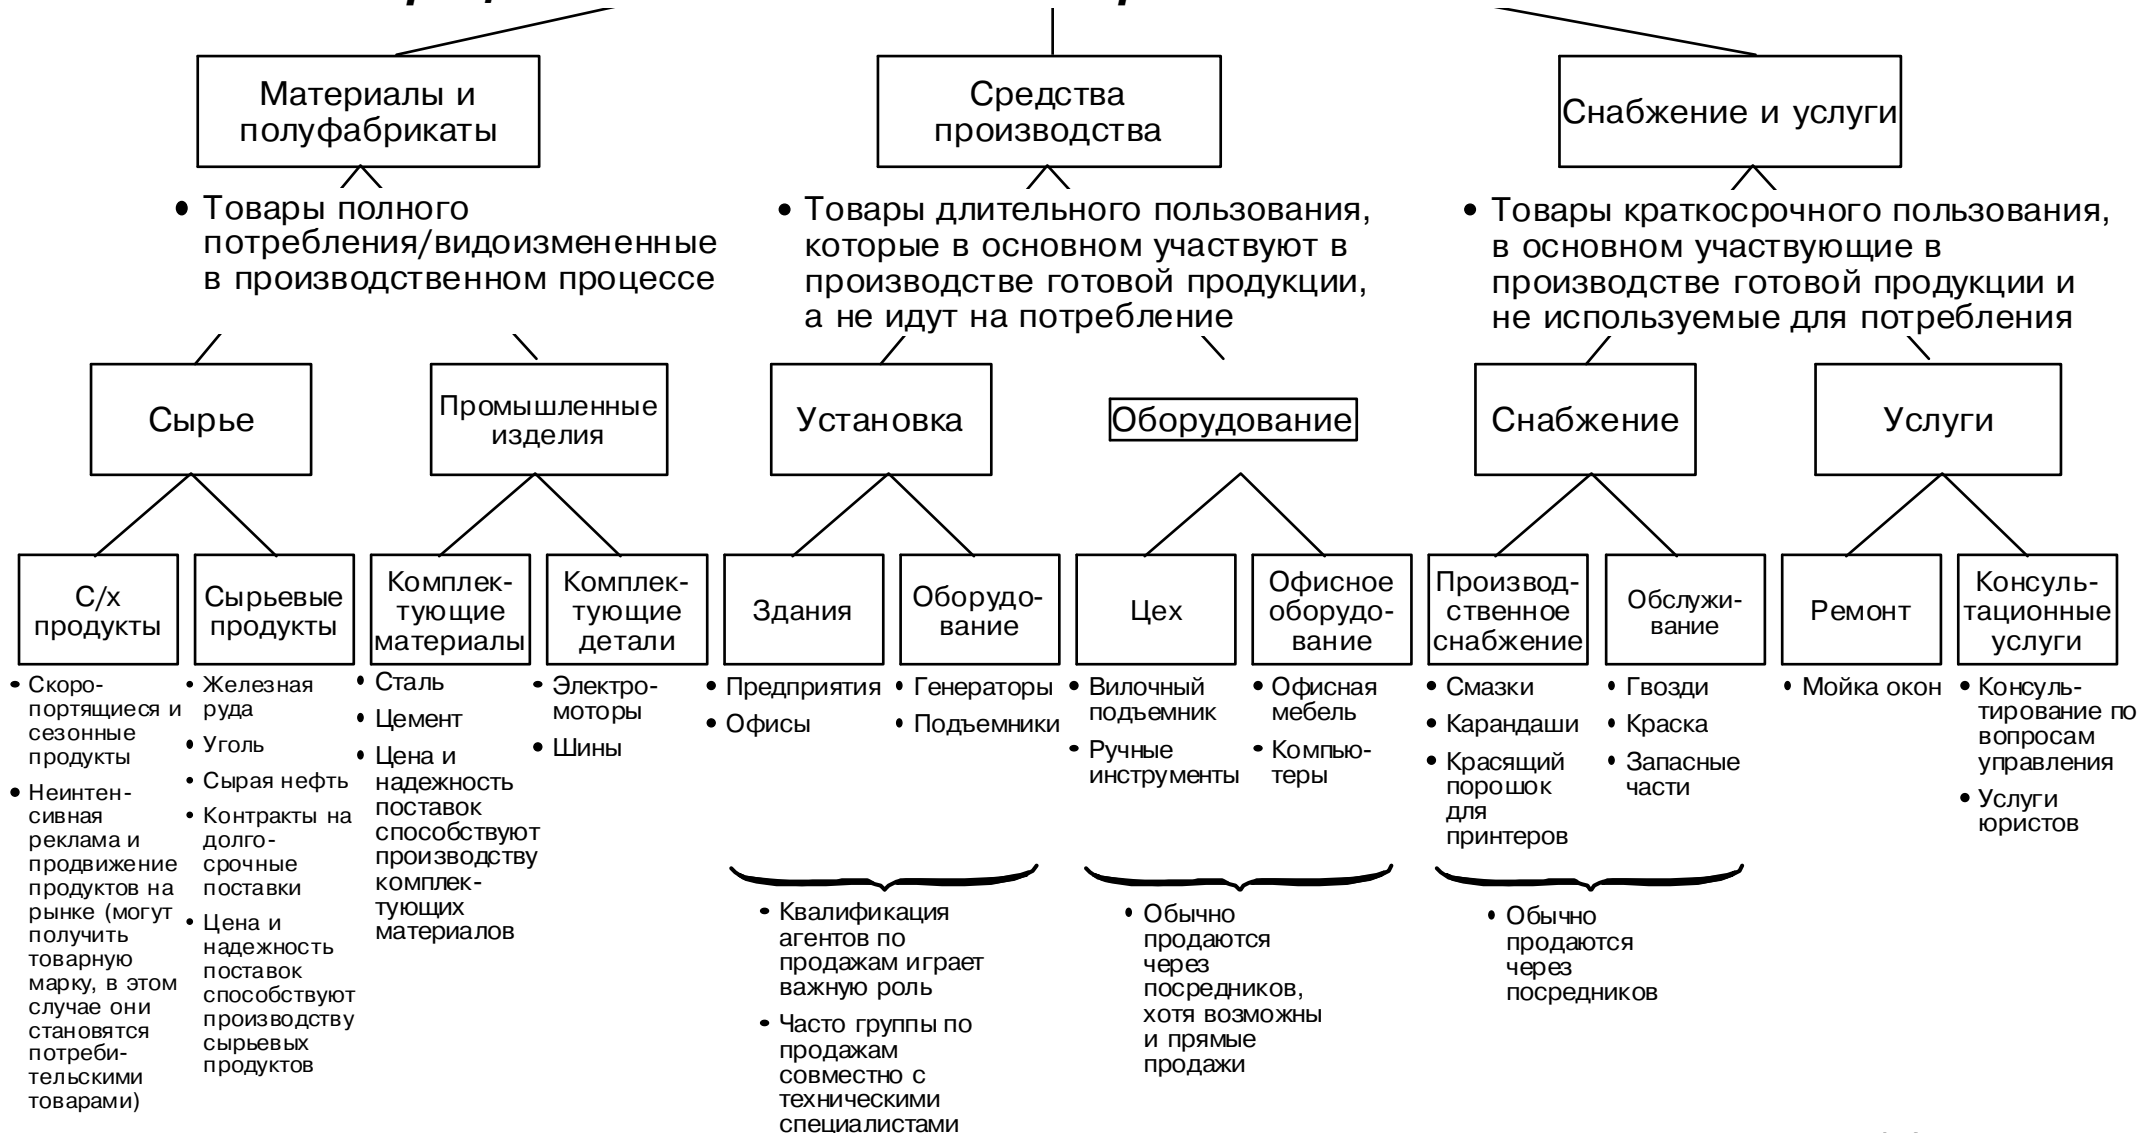 Материалы и
полуфабрикаты
Средства
производства
Снабжение и услуги
• Товары полного
потребления/видоизмененные
в производственном процессе
• Товары длительного пользования,
которые в основном участвуют в
производстве готовой продукции,
а не идут на потребление
• Товары краткосрочного пользования,
в основном участвующие в
производстве готовой продукции и
не используемые для потребления
Сырье
Промышленные
изделия
Установка
Оборудование
Снабжение
Услуги
С/х
продукты
Сырьевые
продукты
Комплек-
тующие
материалы
Комплек-
тующие
детали
Здания
Оборудо-
вание
Цех
Офисное
оборудо-
вание
Производ-
ственное
снабжение
Обслужи-
вание
Ремонт
Консуль-
тационные
услуги
• Скоро-
портящиеся и
сезонные
продукты
• Неинтен-
сивная
реклама и
продвижение
продуктов на
рынке (могут
получить
товарную
марку, в этом
случае они
становятся
потреби-
тельскими
товарами)
• Железная
руда
• Уголь
• Сырая нефть
• Контракты на
долго-
срочные
поставки
• Цена и
надежность
поставок
способствуют
производству
сырьевых
продуктов
• Сталь
• Цемент
• Цена и
надежность
поставок
способствуют
производству
комплек-
тующих
материалов
• Электро-
моторы
• Шины
• Предприятия
• Офисы
• Генераторы
• Подъемники
• Вилочный
подъемник
• Ручные
инструменты
• Офисная
мебель
• Компью-
теры
• Смазки
• Карандаши
• Красящий
порошок
для
принтеров
• Гвозди
• Краска
• Запасные
части
• Мойка окон
• Консуль-
тирование по
вопросам
управления
• Услуги
юристов
• Квалификация
агентов по
продажам играет
важную роль
• Часто группы по
продажам
совместно с
техническими
специалистами
• Обычно
продаются
через
посредников,
хотя возможны
и прямые
продажи
• Обычно
продаются
через
посредников